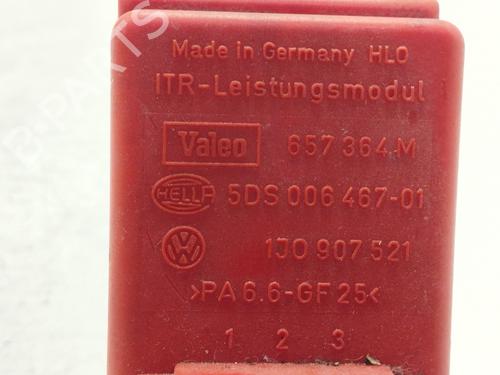 Made in Germany HLO
ITR-Leistungsmodul
Valeo 657 364 M
HELLA 5DS 006 467-01
VW 1J0 907 521
>PA 6.6-GF 25<
1 2 3
B-PARTS